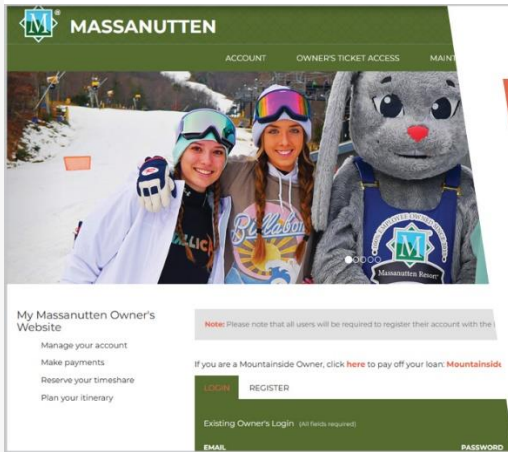 M
MASSANUTTEN
ACCOUNT OWNER'S TICKET ACCESS MAINT
Billabong
M
Massanutten Resort
My Massanutten Owner's
Website
Manage your account
Make payments
Reserve your timeshare
Plan your itinerary
Note: Please note that all users will be required to register their account with the
If you are a Mountainside Owner, click here to pay off your loan: Mountainside
LOGIN REGISTER
Existing Owner's Login (All fields required)
EMAIL PASSWORD